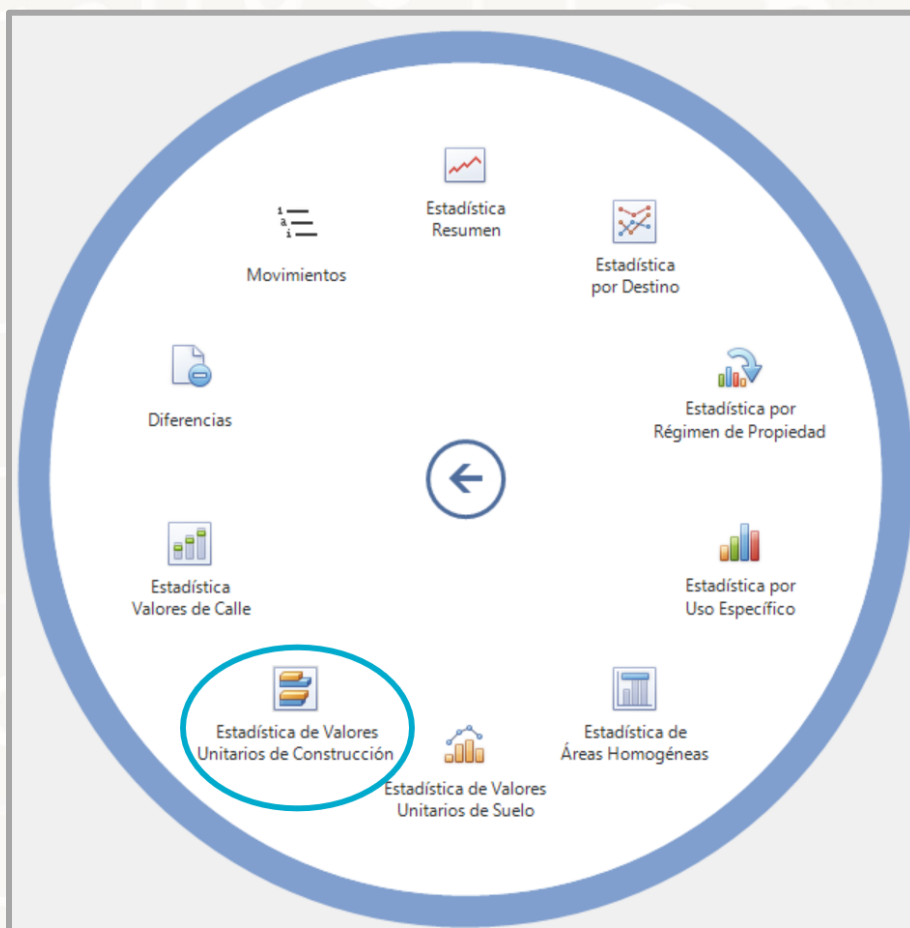 Estadística
Resumen
Estadística
por Destino
Estadística por
Régimen de Propiedad
Estadística por
Uso Específico
Estadística de
Áreas Homogéneas
Estadística de Valores
Unitarios de Suelo
Estadística de Valores
Unitarios de Construcción
Estadística
Valores de Calle
Diferencias
1
a
i
Movimientos